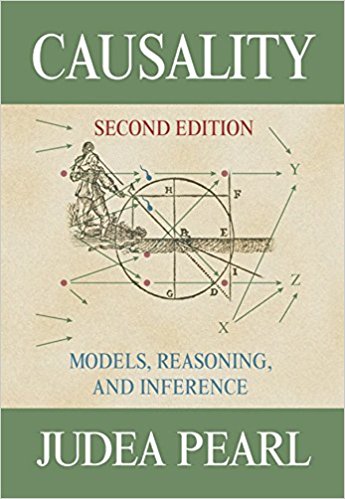 CAUSALITY
SECOND EDITION
Y
A
H
F
B
E
I
Z
G
D
X
MODELS, REASONING,
AND INFERENCE
JUDEA PEARL